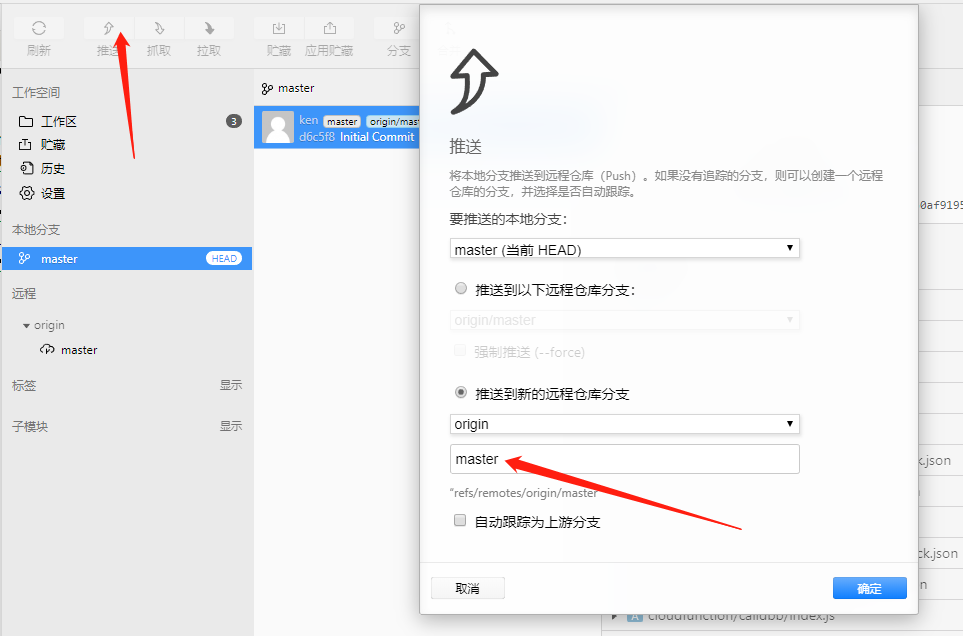 刷新
推送
抓取
拉取
贮藏
应用贮藏
分支
工作空间
工作区
3
贮藏
历史
设置
本地分支
master
HEAD
远程
origin
master
标签
显示
子模块
显示
master
ken master origin/mast
d6c5f8 Initial Commit
推送
将本地分支推送到远程仓库（Push）。如果没有追踪的分支，则可以创建一个远程
仓库的分支，并选择是否自动跟踪。
要推送的本地分支：
master (当前 HEAD)
推送到以下远程仓库分支：
origin/master
强制推送 (--force)
推送到新的远程仓库分支
origin
master
"refs/remotes/origin/master
自动跟踪为上游分支
取消
确定
0af9195
k.json
ck.json
n
A cloudfunction/calldbb/index.js